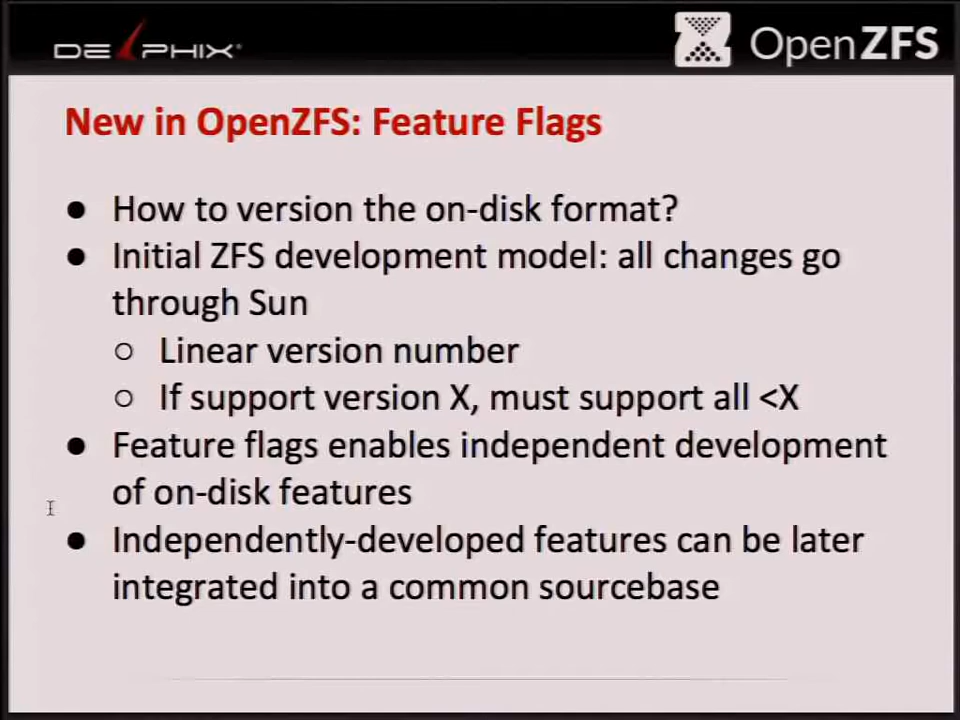 DELPHIX
OpenZFS
New in OpenZFS: Feature Flags
● How to version the on-disk format?
● Initial ZFS development model: all changes go
through Sun
○ Linear version number
○ If support version X, must support all <X
● Feature flags enables independent development
of on-disk features
● Independently-developed features can be later
integrated into a common sourcebase